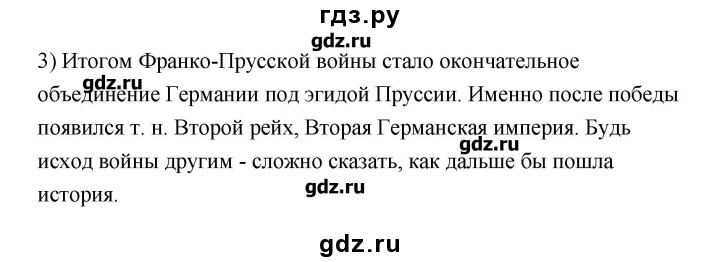 гдз.ру
gdz.ru
3) Итогом Франко-Прусской войны стало окончательное
gdz.ru
объединение Германии под эгидой Пруссии. Именно после победы
появился т. н. Второй рейх, Вторая Германская империя. Будь
gdz.ru
исход войны другим - сложно сказать, как дальше бы пошла
gdz.ru
история.
gdz.ru